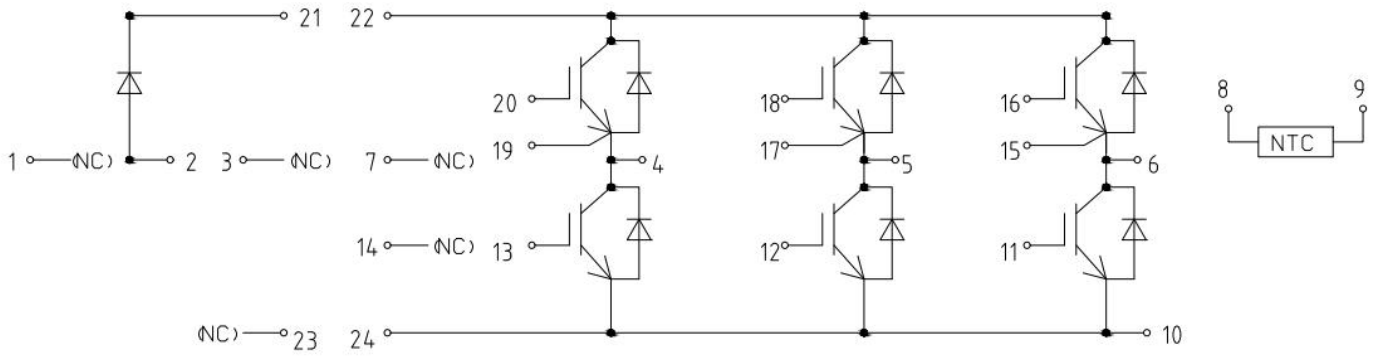 21 22
20 18 16 8 9
19 17 15 NTC
1 (NC) 2 3 (NC) 7 (NC) 4 5 6
14 (NC) 13 12 11
(NC) 23 24 10